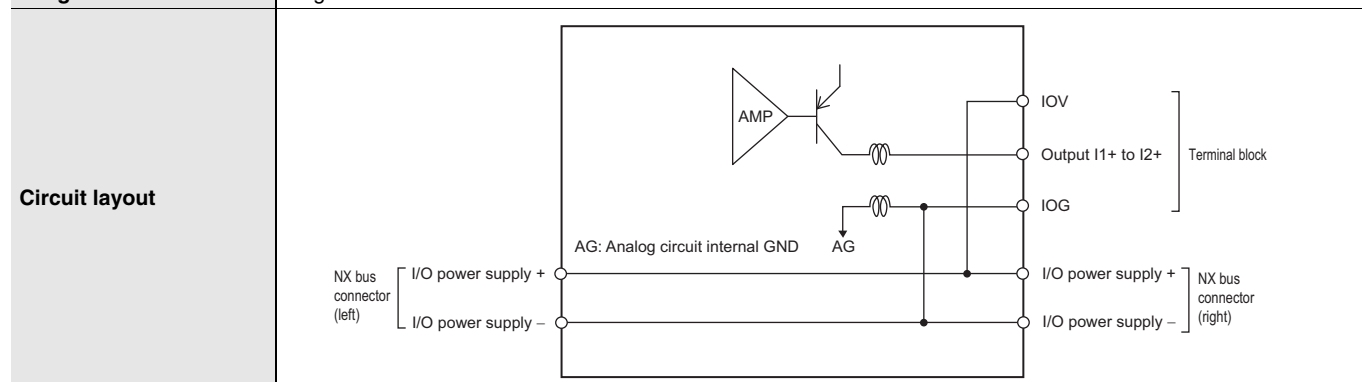 Circuit layout
AMP
IOV
Output I1+ to I2+
Terminal block
IOG
AG: Analog circuit internal GND
AG
NX bus
connector
(left)
I/O power supply +
I/O power supply −
I/O power supply +
I/O power supply −
NX bus
connector
(right)